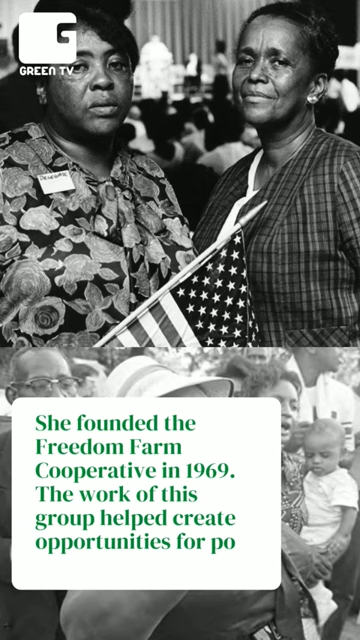 GREEN TV
DELEGATE
She founded the
Freedom Farm
Cooperative in 1969.
The work of this
group helped create
opportunities for po